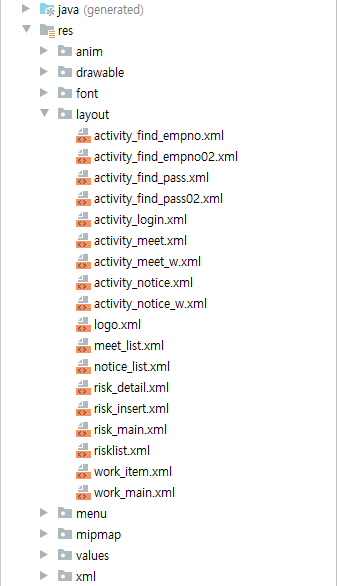 java (generated)
res
anim
drawable
font
layout
activity_find_empno.xml
activity_find_empno02.xml
activity_find_pass.xml
activity_find_pass02.xml
activity_login.xml
activity_meet.xml
activity_meet_w.xml
activity_notice.xml
activity_notice_w.xml
logo.xml
meet_list.xml
notice_list.xml
risk_detail.xml
risk_insert.xml
risk_main.xml
risklist.xml
work_item.xml
work_main.xml
menu
mipmap
values
xml